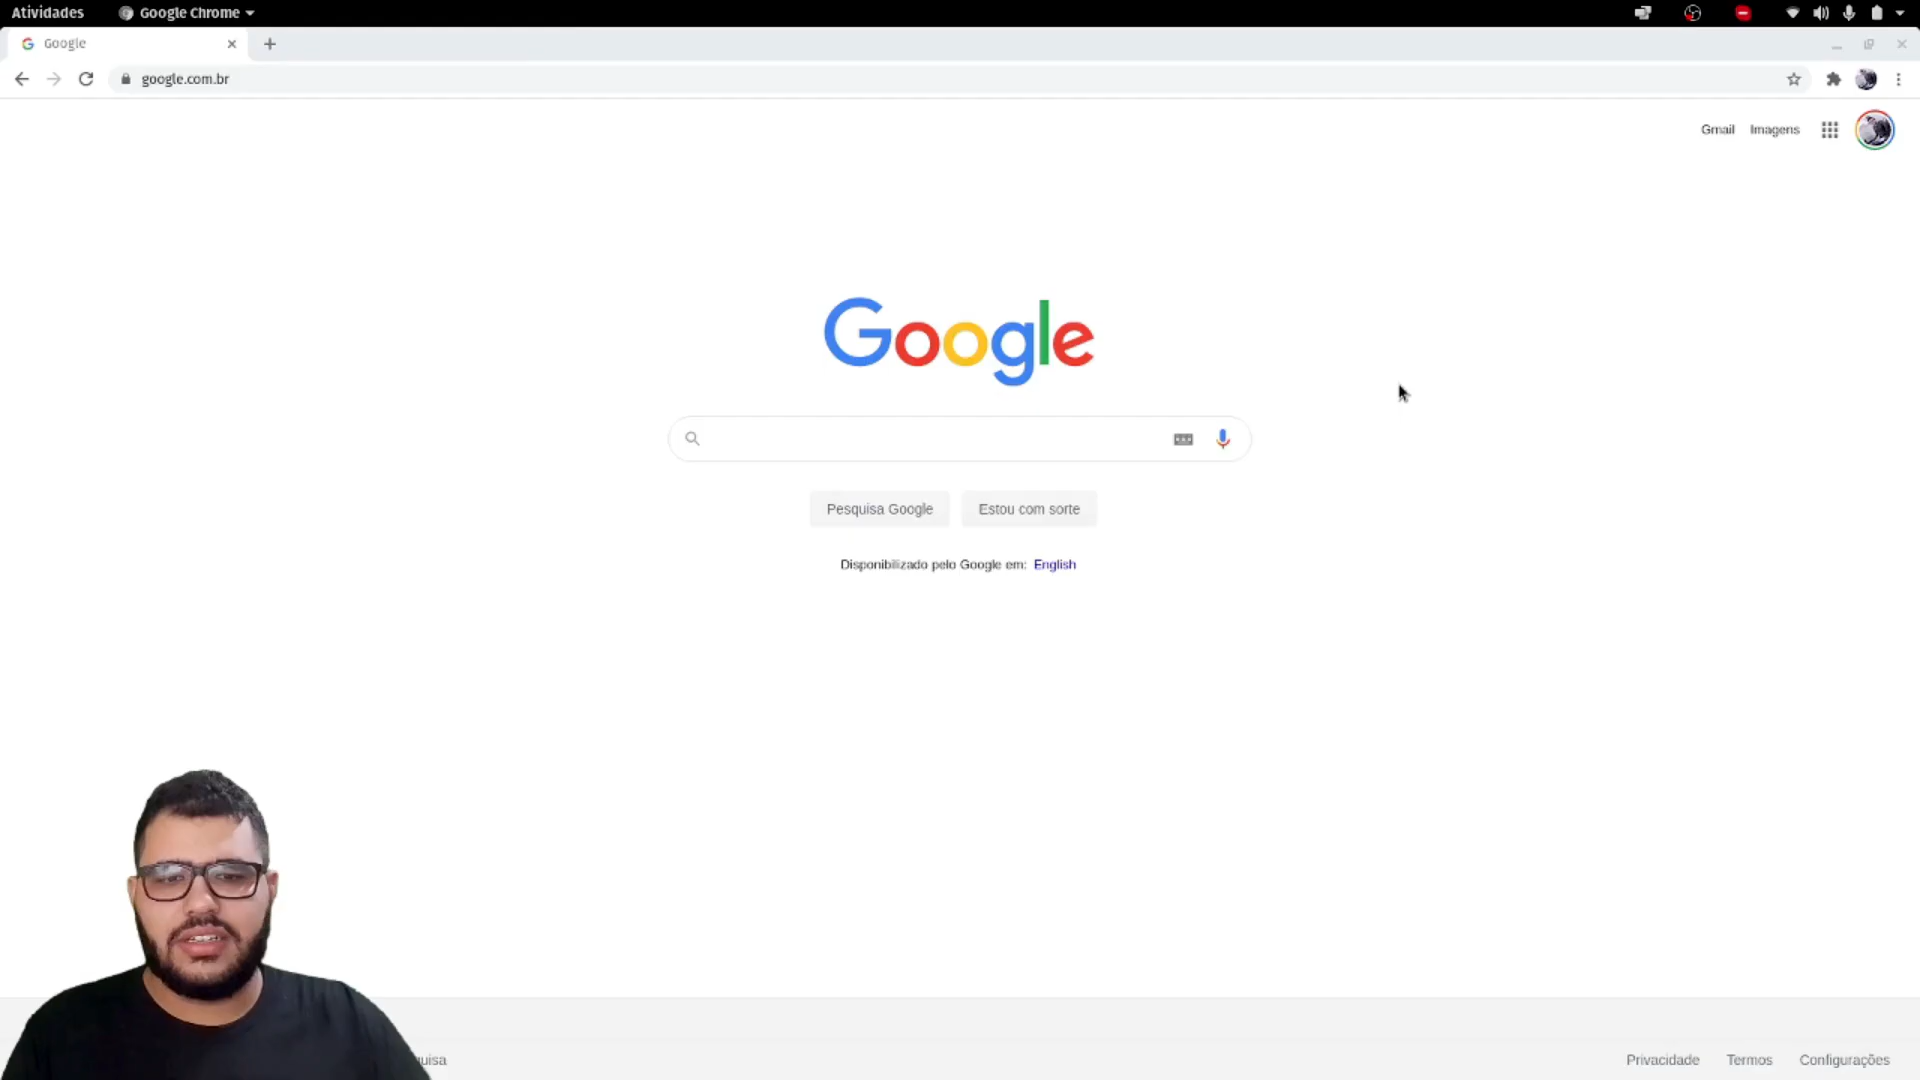 Atividades
Google Chrome
Google
google.com.br
Gmail
Imagens
Google
Pesquisa Google
Estou com sorte
Disponibilizado pelo Google em: English
Privacidade
Termos
Configurações